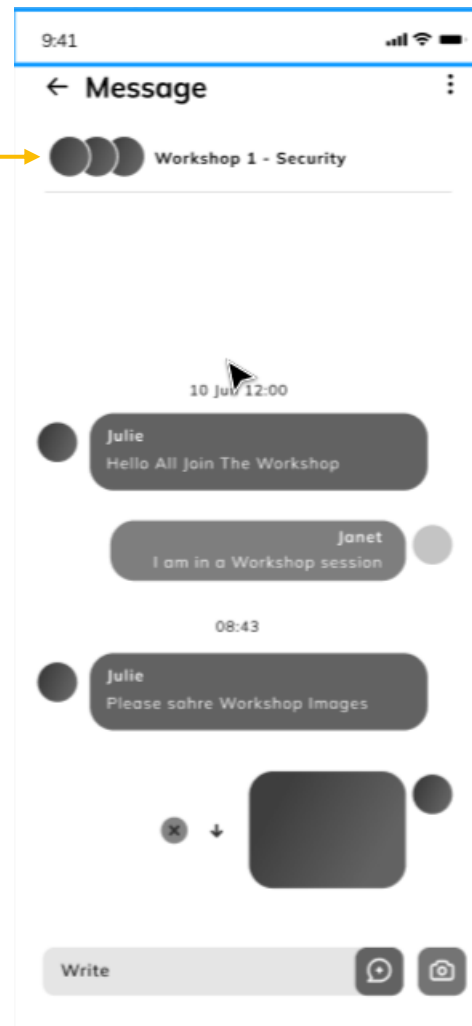 9:41
Message
Workshop 1 - Security
10 Jul 12:00
Julie
Hello All Join The Workshop
Janet
I am in a Workshop session
08:43
Julie
Please sahre Workshop Images
Write